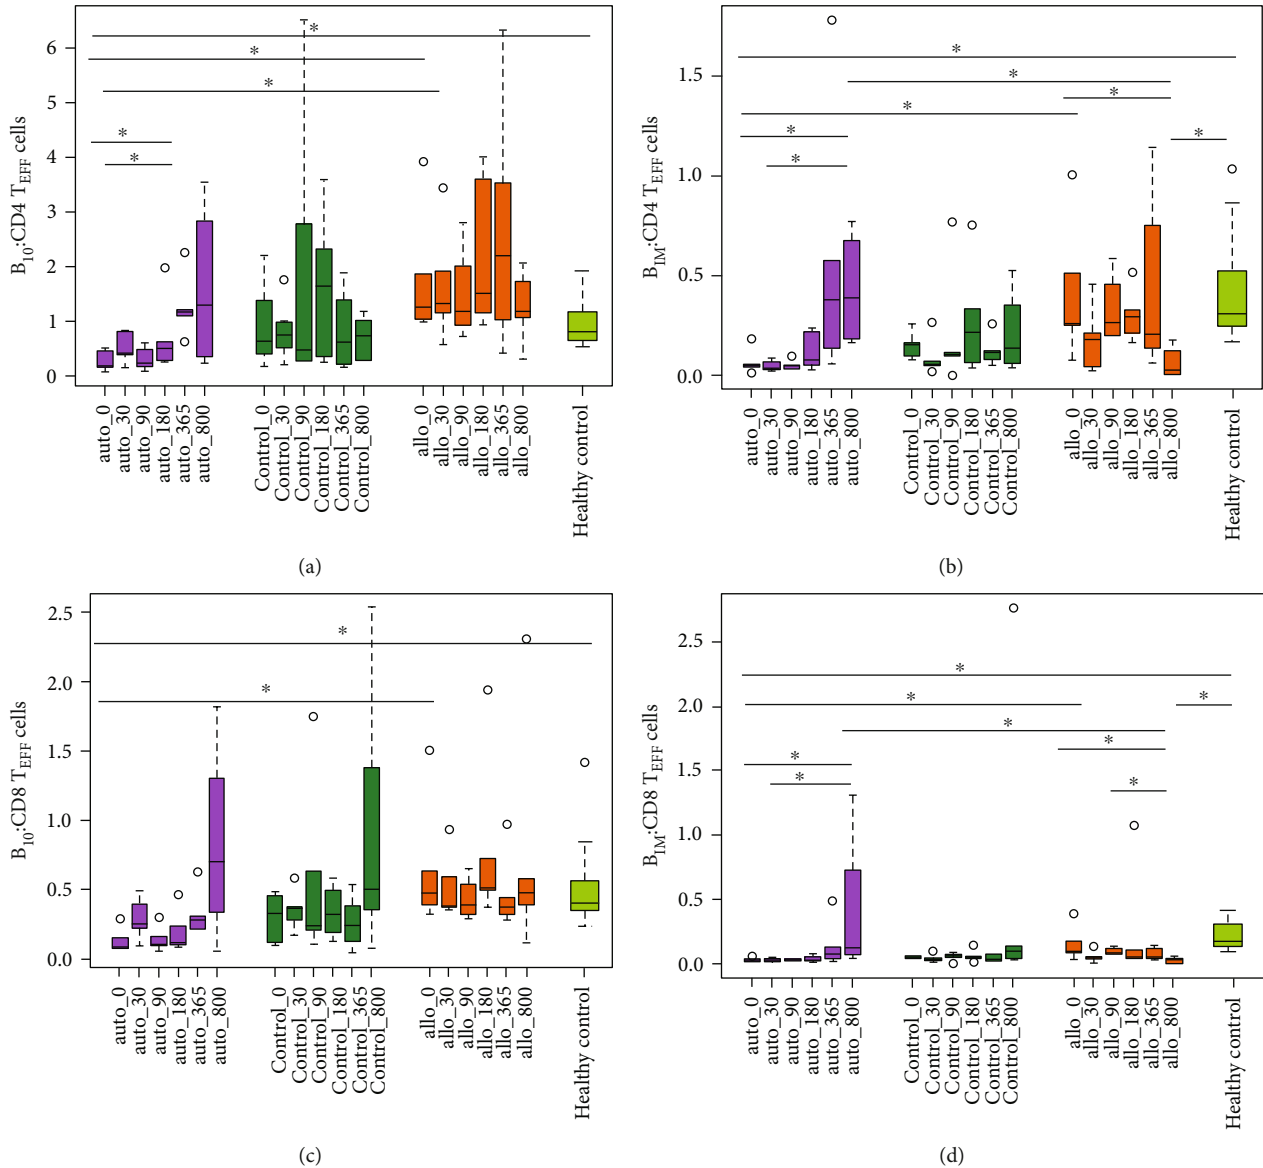 B10:CD4 TEFF cells
6
5
4
3
2
1
0
* * * * *
auto_0 auto_30 auto_90 auto_180 auto_365 auto_800 Control_0 Control_30 Control_90 Control_180 Control_365 Control_800 allo_0 allo_30 allo_90 allo_180 allo_365 allo_800 Healthy control
(a)
BIM:CD4 TEFF cells
1.5
1.0
0.5
0.0
* * * * * * *
auto_0 auto_30 auto_90 auto_180 auto_365 auto_800 Control_0 Control_30 Control_90 Control_180 Control_365 Control_800 allo_0 allo_30 allo_90 allo_180 allo_365 allo_800 Healthy control
(b)
B10:CD8 TEFF cells
2.5
2.0
1.5
1.0
0.5
0.0
* *
auto_0 auto_30 auto_90 auto_180 auto_365 auto_800 Control_0 Control_30 Control_90 Control_180 Control_365 Control_800 allo_0 allo_30 allo_90 allo_180 allo_365 allo_800 Healthy control
(c)
BIM:CD8 TEFF cells
2.5
2.0
1.5
1.0
0.5
0.0
* * * * * * * *
auto_0 auto_30 auto_90 auto_180 auto_365 auto_800 Control_0 Control_30 Control_90 Control_180 Control_365 Control_800 allo_0 allo_30 allo_90 allo_180 allo_365 allo_800 Healthy control
(d)